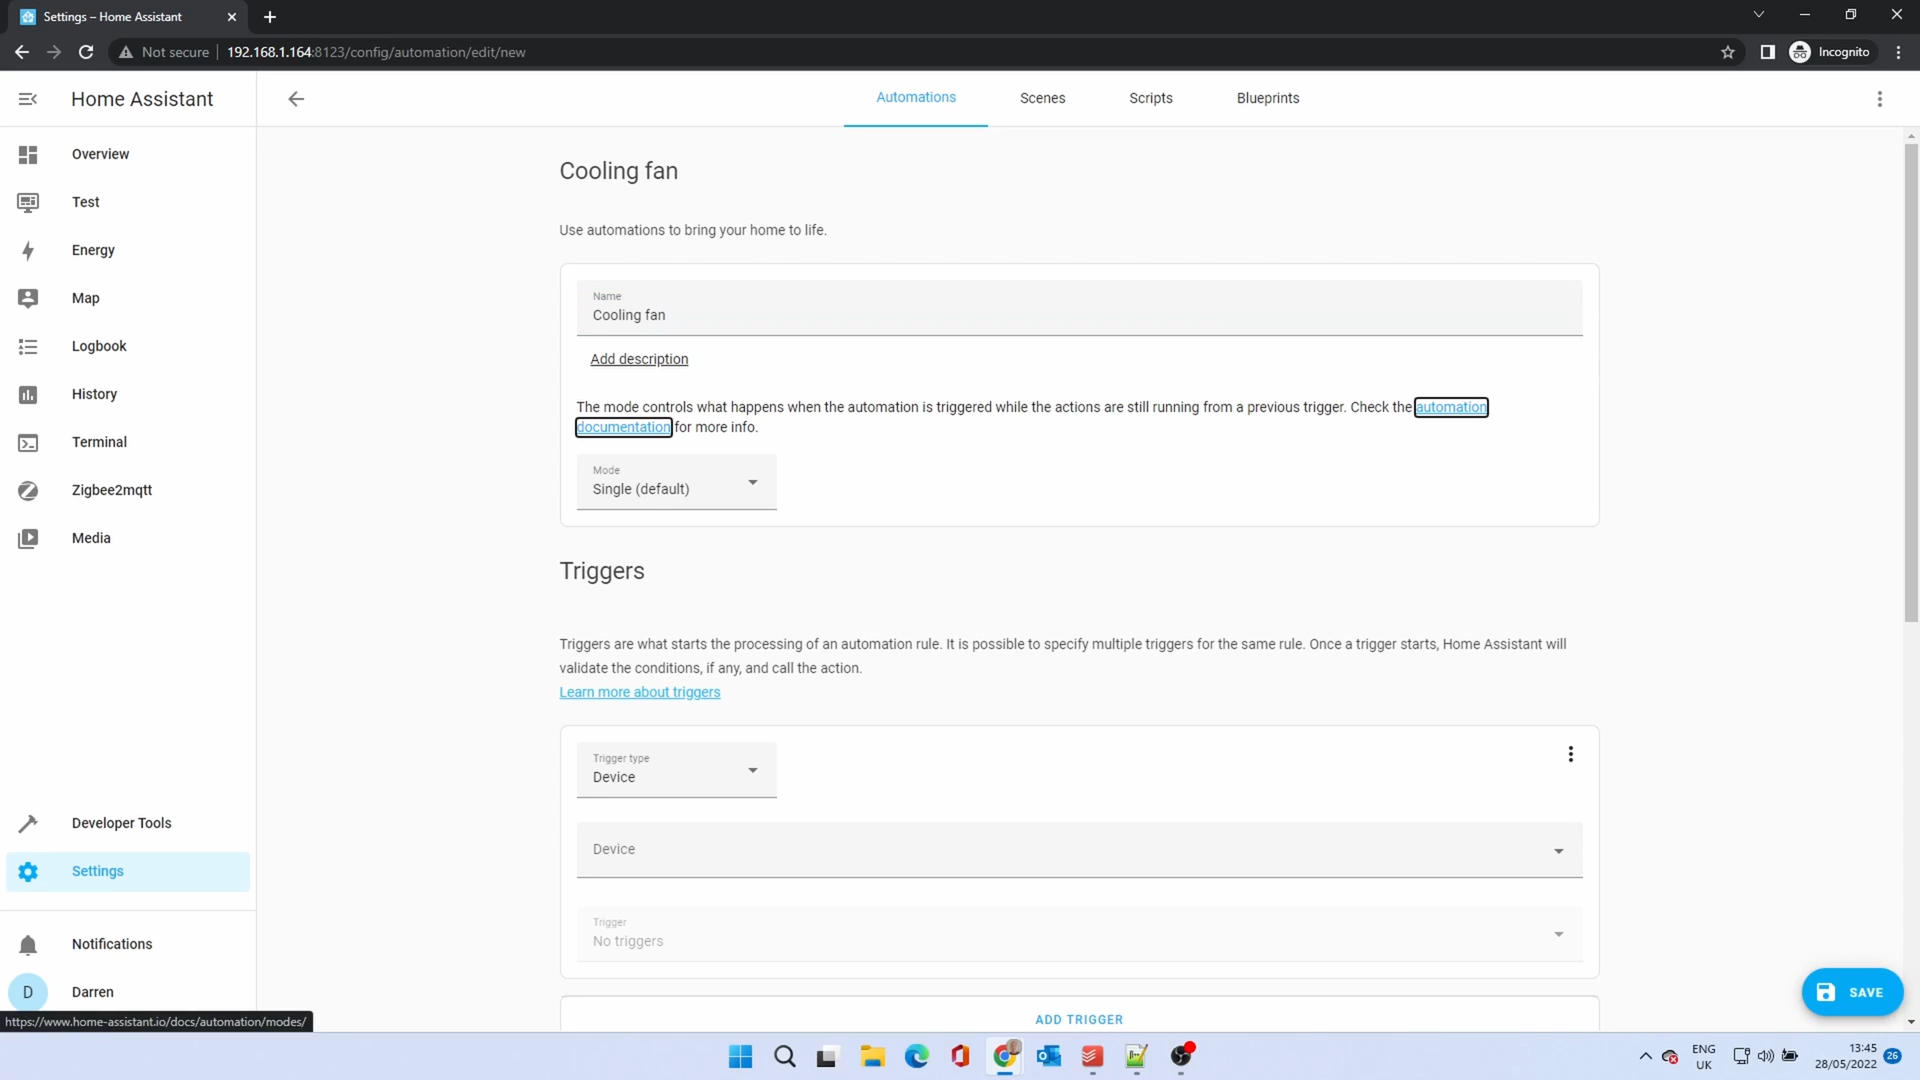 Settings – Home Assistant
Not secure
192.168.1.164:8123/config/automation/edit/new
Incognito
Home Assistant
Automations
Scenes
Scripts
Blueprints
Overview
Test
Energy
Map
Logbook
History
Terminal
Zigbee2mqtt
Media
Developer Tools
Settings
Notifications
D
Darren
Cooling fan
Use automations to bring your home to life.
Name
Cooling fan
Add description
The mode controls what happens when the automation is triggered while the actions are still running from a previous trigger. Check the automation
documentation for more info.
Mode
Single (default)
Triggers
Triggers are what starts the processing of an automation rule. It is possible to specify multiple triggers for the same rule. Once a trigger starts, Home Assistant will
validate the conditions, if any, and call the action.
Learn more about triggers
Trigger type
Device
Device
Trigger
No triggers
ADD TRIGGER
SAVE
https://www.home-assistant.io/docs/automation/modes/
ENG
UK
13:45
28/05/2022
26